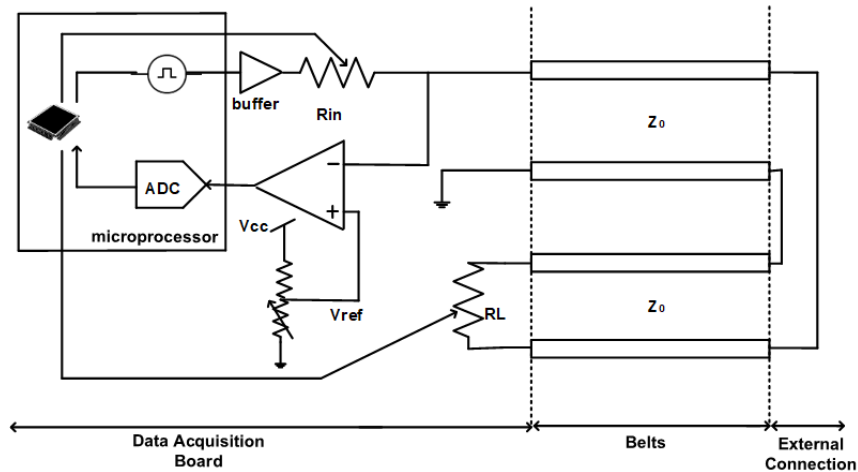 buffer
Rin
Z0
ADC
−
+
microprocessor
Vcc
Vref
RL
Z0
Data Acquisition
Board
Belts
External
Connection